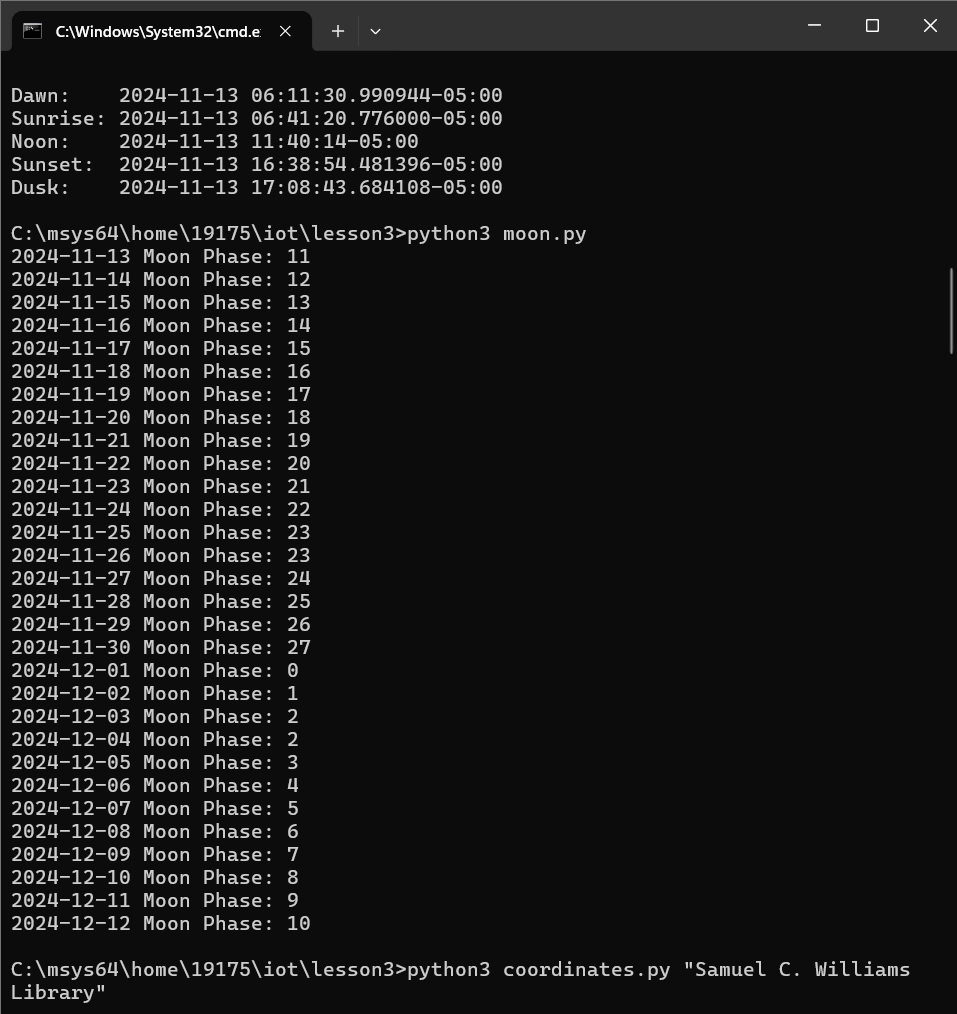 C:\Windows\System32\cmd.e
Dawn:    2024-11-13 06:11:30.990944-05:00
Sunrise: 2024-11-13 06:41:20.776000-05:00
Noon:    2024-11-13 11:40:14-05:00
Sunset:  2024-11-13 16:38:54.481396-05:00
Dusk:    2024-11-13 17:08:43.684108-05:00
C:\msys64\home\19175\iot\lesson3>python3 moon.py
2024-11-13 Moon Phase: 11
2024-11-14 Moon Phase: 12
2024-11-15 Moon Phase: 13
2024-11-16 Moon Phase: 14
2024-11-17 Moon Phase: 15
2024-11-18 Moon Phase: 16
2024-11-19 Moon Phase: 17
2024-11-20 Moon Phase: 18
2024-11-21 Moon Phase: 19
2024-11-22 Moon Phase: 20
2024-11-23 Moon Phase: 21
2024-11-24 Moon Phase: 22
2024-11-25 Moon Phase: 23
2024-11-26 Moon Phase: 23
2024-11-27 Moon Phase: 24
2024-11-28 Moon Phase: 25
2024-11-29 Moon Phase: 26
2024-11-30 Moon Phase: 27
2024-12-01 Moon Phase: 0
2024-12-02 Moon Phase: 1
2024-12-03 Moon Phase: 2
2024-12-04 Moon Phase: 2
2024-12-05 Moon Phase: 3
2024-12-06 Moon Phase: 4
2024-12-07 Moon Phase: 5
2024-12-08 Moon Phase: 6
2024-12-09 Moon Phase: 7
2024-12-10 Moon Phase: 8
2024-12-11 Moon Phase: 9
2024-12-12 Moon Phase: 10
C:\msys64\home\19175\iot\lesson3>python3 coordinates.py "Samuel C. Williams
Library"